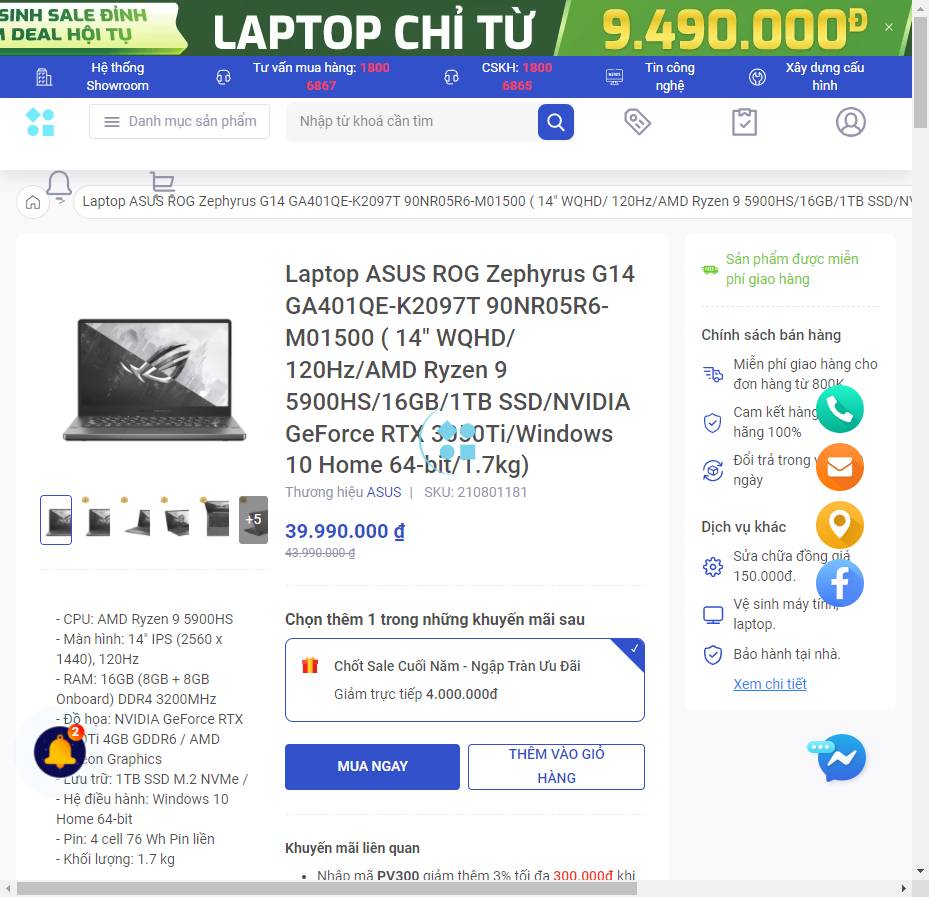 SINH SALE ĐỈNH
DEAL HỘI TỤ
LAPTOP CHỈ TỪ
9.490.000Đ
Hệ thống
Showroom
Tư vấn mua hàng: 1800
6867
CSKH: 1800
6865
NEWS
Tin công
nghệ
Xây dựng cấu
hình
Danh mục sản phẩm
Nhập từ khoá cần tìm
Laptop ASUS ROG Zephyrus G14 GA401QE-K2097T 90NR05R6-M01500 ( 14" WQHD/ 120Hz/AMD Ryzen 9 5900HS/16GB/1TB SSD/NV
Laptop ASUS ROG Zephyrus G14
GA401QE-K2097T 90NR05R6-
M01500 ( 14" WQHD/
120Hz/AMD Ryzen 9
5900HS/16GB/1TB SSD/NVIDIA
GeForce RTX 3050Ti/Windows
10 Home 64-bit/1.7kg)
Thương hiệu ASUS | SKU: 210801181
39.990.000 ₫
43.990.000 ₫
+5
- CPU: AMD Ryzen 9 5900HS
- Màn hình: 14" IPS (2560 x
1440), 120Hz
- RAM: 16GB (8GB + 8GB
Onboard) DDR4 3200MHz
- Đồ họa: NVIDIA GeForce RTX
Ti 4GB GDDR6 / AMD
Graphics
- Lưu trữ: 1TB SSD M.2 NVMe /
- Hệ điều hành: Windows 10
Home 64-bit
- Pin: 4 cell 76 Wh Pin liền
- Khối lượng: 1.7 kg
2
Chọn thêm 1 trong những khuyến mãi sau
Chốt Sale Cuối Năm - Ngập Tràn Ưu Đãi
Giảm trực tiếp 4.000.000đ
MUA NGAY
THÊM VÀO GIỎ
HÀNG
Khuyến mãi liên quan
• Nhập mã PV300 giảm thêm 3% tối đa 300.000đ khi
Sản phẩm được miễn
phí giao hàng
Chính sách bán hàng
Miễn phí giao hàng cho
đơn hàng từ 800K
Cam kết hàng
hãng 100%
Đổi trả trong
ngày
Dịch vụ khác
Sửa chữa đồng giá
150.000đ.
Vệ sinh máy tính,
laptop.
Bảo hành tại nhà.
Xem chi tiết